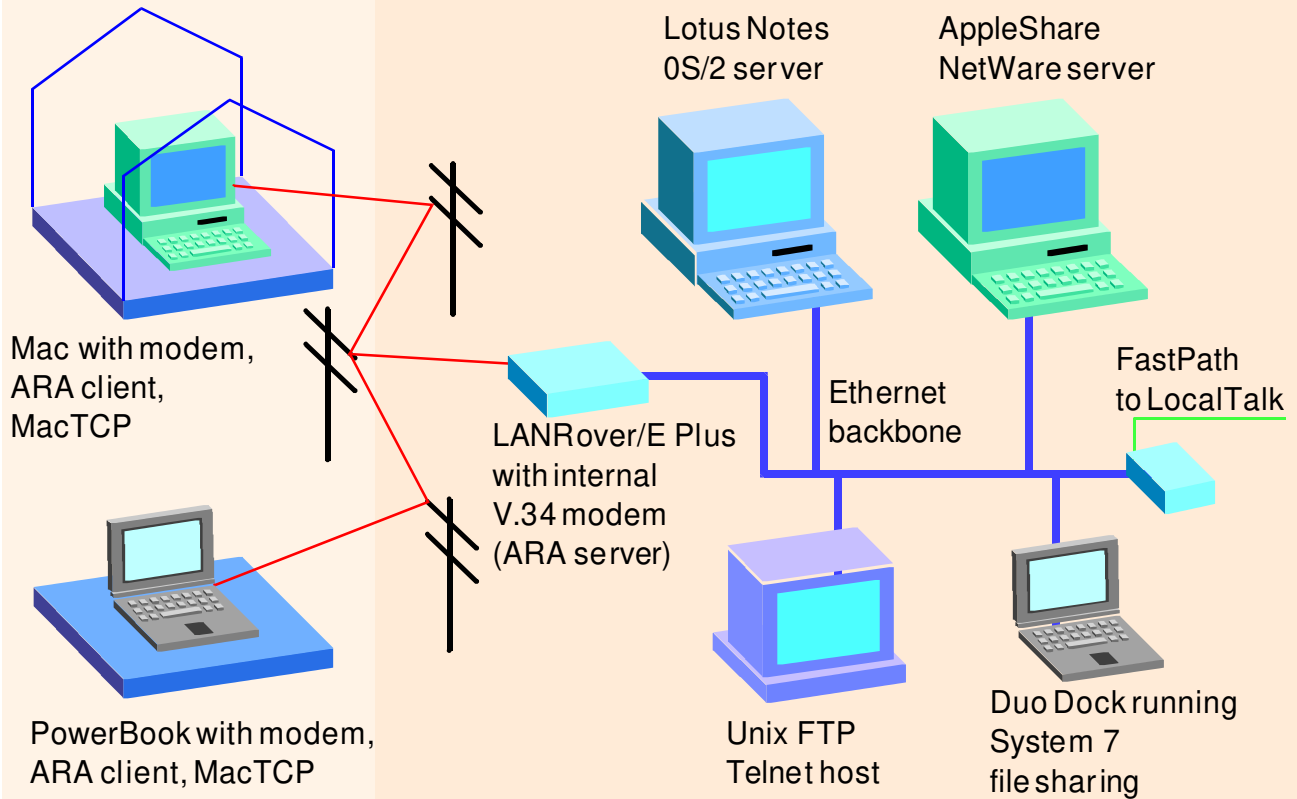 Lotus Notes
0S/2 server
AppleShare
NetWare server
Mac with modem,
ARA client,
MacTCP
FastPath
to LocalTalk
Ethernet
backbone
LANRover/E Plus
with internal
V.34 modem
(ARA server)
PowerBook with modem,
ARA client, MacTCP
Unix FTP
Telnet host
Duo Dock running
System 7
file sharing